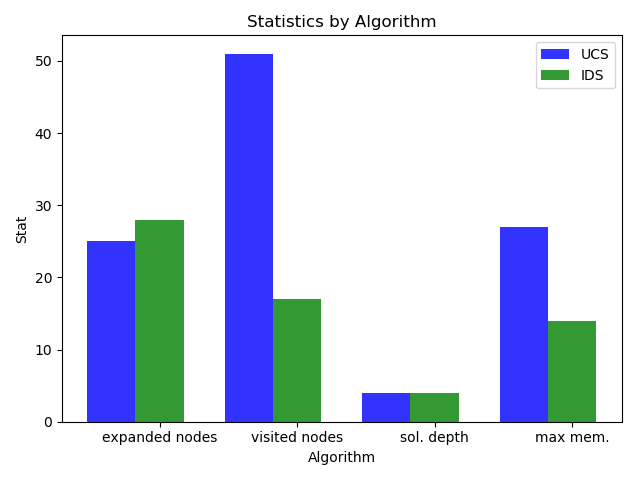 Statistics by Algorithm
UCS
IDS
Stat
50
40
30
20
10
0
expanded nodes visited nodes sol. depth max mem.
Algorithm